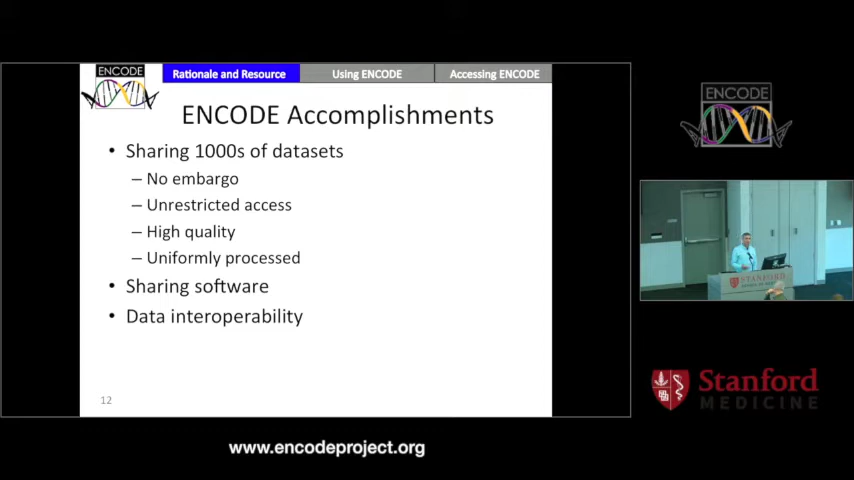 ENCODE
Rationale and Resource
Using ENCODE
Accessing ENCODE
ENCODE Accomplishments
• Sharing 1000s of datasets
– No embargo
– Unrestricted access
– High quality
– Uniformly processed
• Sharing software
• Data interoperability
12
ENCODE
STANFORD
Stanford
MEDICINE
www.encodeproject.org